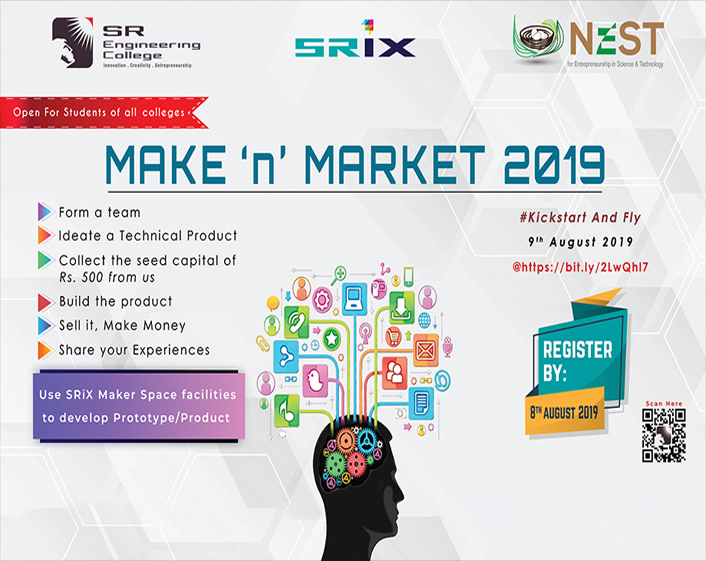 SR
Engineering
College
Innovation . Creativity . Entrepreneurship
SRiX
NEST
for Entrepreneurship in Science & Technology
Open For Students of all colleges
MAKE ‘n’ MARKET 2019
Form a team
Ideate a Technical Product
Collect the seed capital of
Rs. 500 from us
Build the product
Sell it, Make Money
Share your Experiences
Use SRiX Maker Space facilities
to develop Prototype/Product
#Kickstart And Fly
9th August 2019
@https://bit.ly/2LwQhl7
REGISTER
BY:
8TH AUGUST 2019
Scan Here